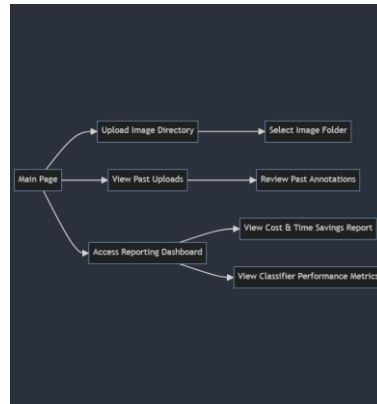 Upload Image Directory
Select Image Folder
Main Page
View Past Uploads
Review Past Annotations
View Cost & Time Savings Report
Access Reporting Dashboard
View Classifier Performance Metrics